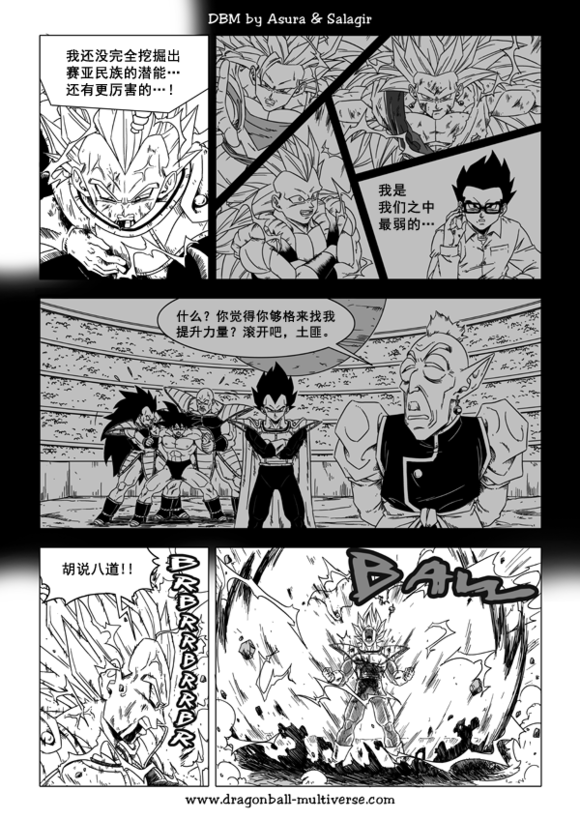 DBM by Asura & Salagir
我还没完全挖掘出
赛亚民族的潜能…
还有更厉害的…！
我是
我们之中
最弱的…
什么？你觉得你够格来找我
提升力量？滚开吧，土匪。
胡说八道!!
DRDRRDRRRDR
BAW
www.dragonball-multiverse.com